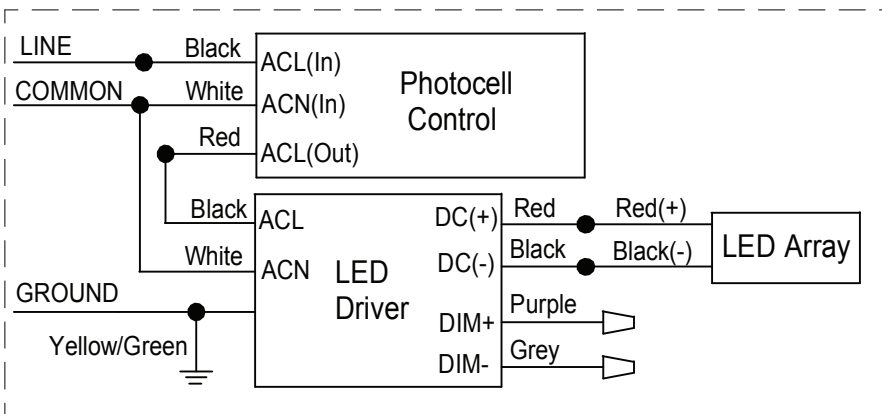 LINE
Black
ACL(In)
Photocell
Control
COMMON
White
ACN(In)
Red
ACL(Out)
Black
ACL
White
ACN
LED
Driver
DC(+)
Red
Red(+)
DC(-)
Black
Black(-)
LED Array
GROUND
Yellow/Green
DIM+
Purple
DIM-
Grey